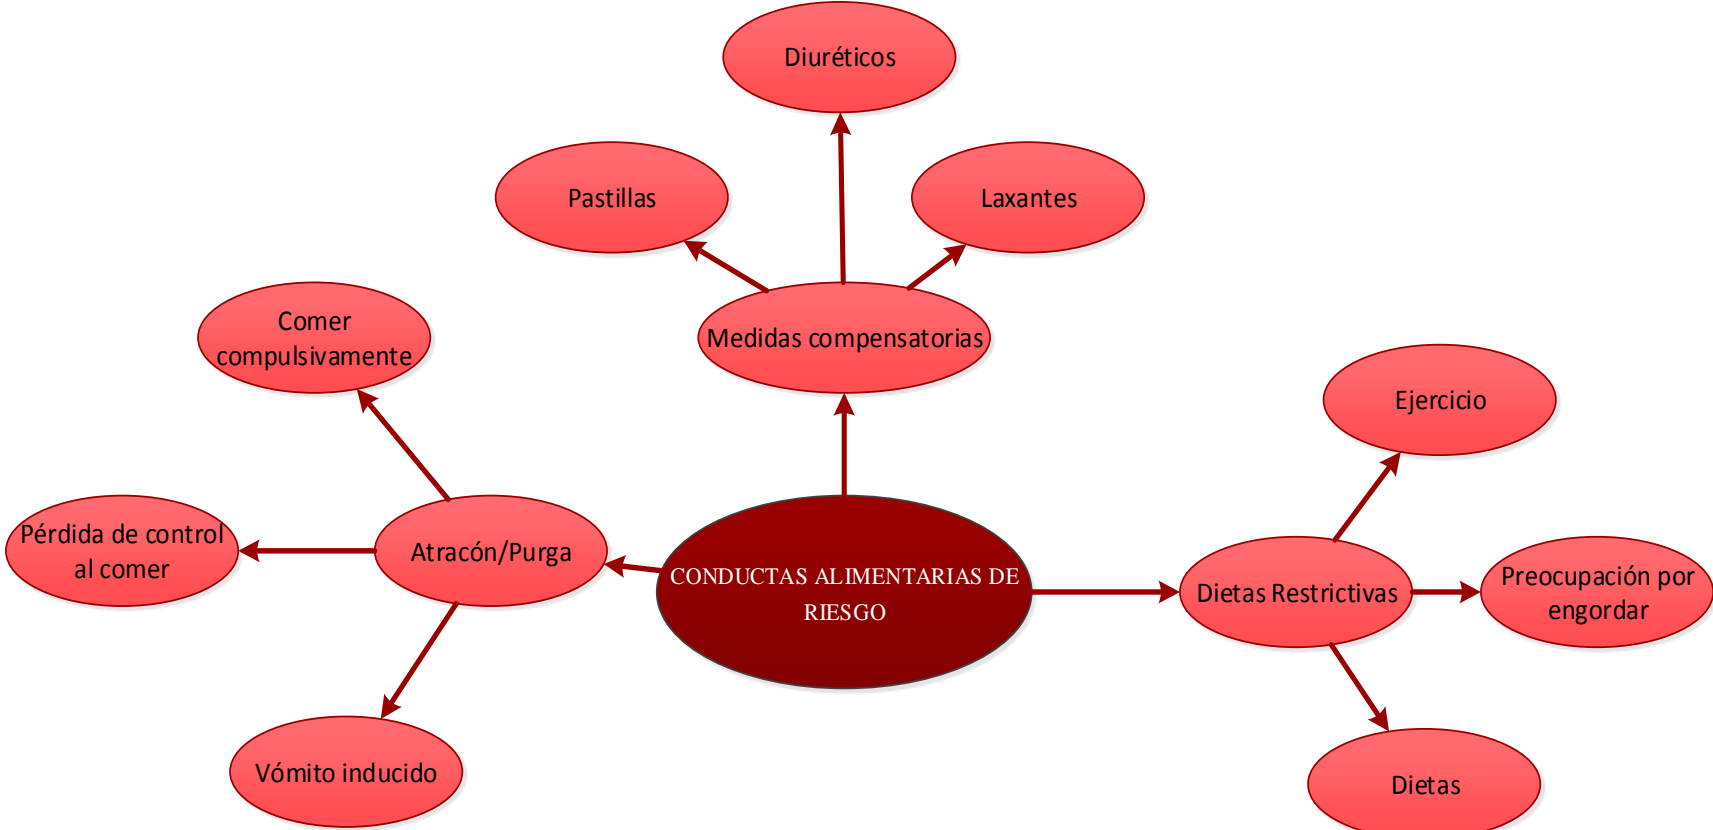 Diuréticos
Pastillas
Laxantes
Comer
compulsivamente
Medidas compensatorias
Ejercicio
Pérdida de control
al comer
Atracón/Purga
CONDUCTAS ALIMENTARIAS DE
RIESGO
Dietas Restrictivas
Preocupación por
engordar
Vómito inducido
Dietas